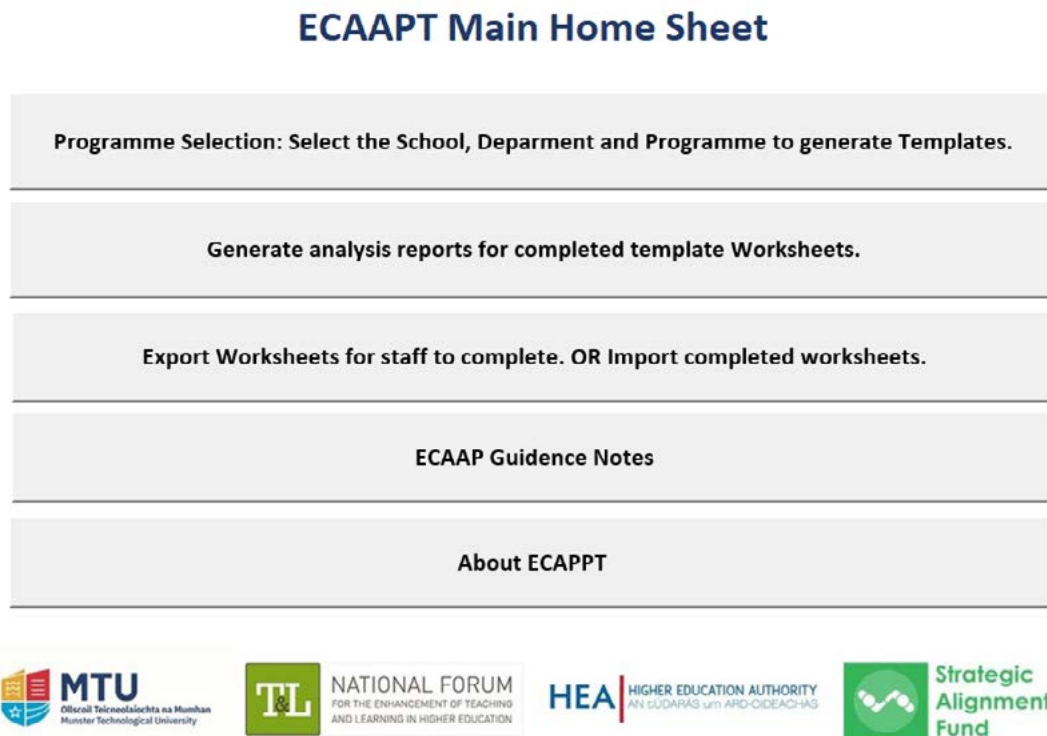 ECAAPT Main Home Sheet
Programme Selection: Select the School, Deparment and Programme to generate Templates.
Generate analysis reports for completed template Worksheets.
Export Worksheets for staff to complete. OR Import completed worksheets.
ECAAP Guidence Notes
About ECAPPT
MTU
Ollscoil Teicneolaíochta na Mumhan
Munster Technological University
T&L
NATIONAL FORUM
FOR THE ENHANCEMENT OF TEACHING
AND LEARNING IN HIGHER EDUCATION
HEA
HIGHER EDUCATION AUTHORITY
AN tÚDARÁS um ARD-OIDEACHAS
Strategic
Alignment
Fund